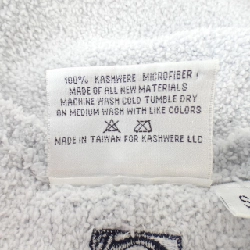 100% KASHWERE MICROFIBER
MADE OF ALL NEW MATERIALS
MACHINE WASH COLD TUMBLE DRY
ON MEDIUM WASH WITH LIKE COLORS
MADE IN TAIWAN FOR KASHWERE LLC
S